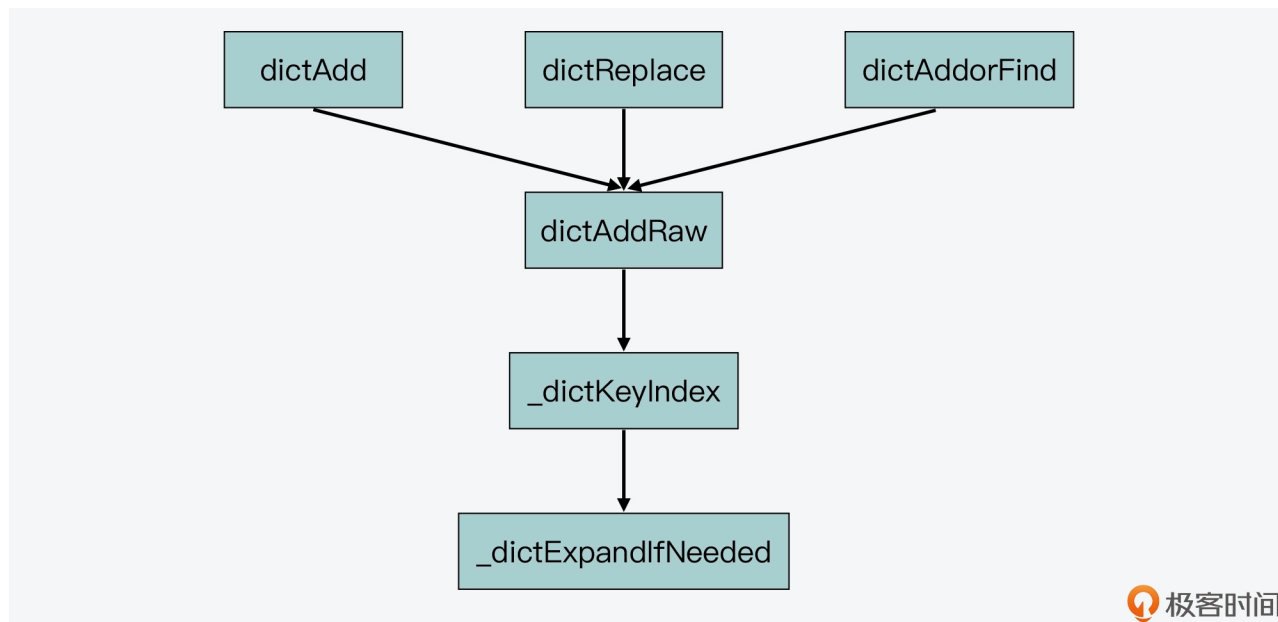 dictAdd
dictReplace
dictAddorFind
dictAddRaw
_dictKeyIndex
_dictExpandIfNeeded
极客时间